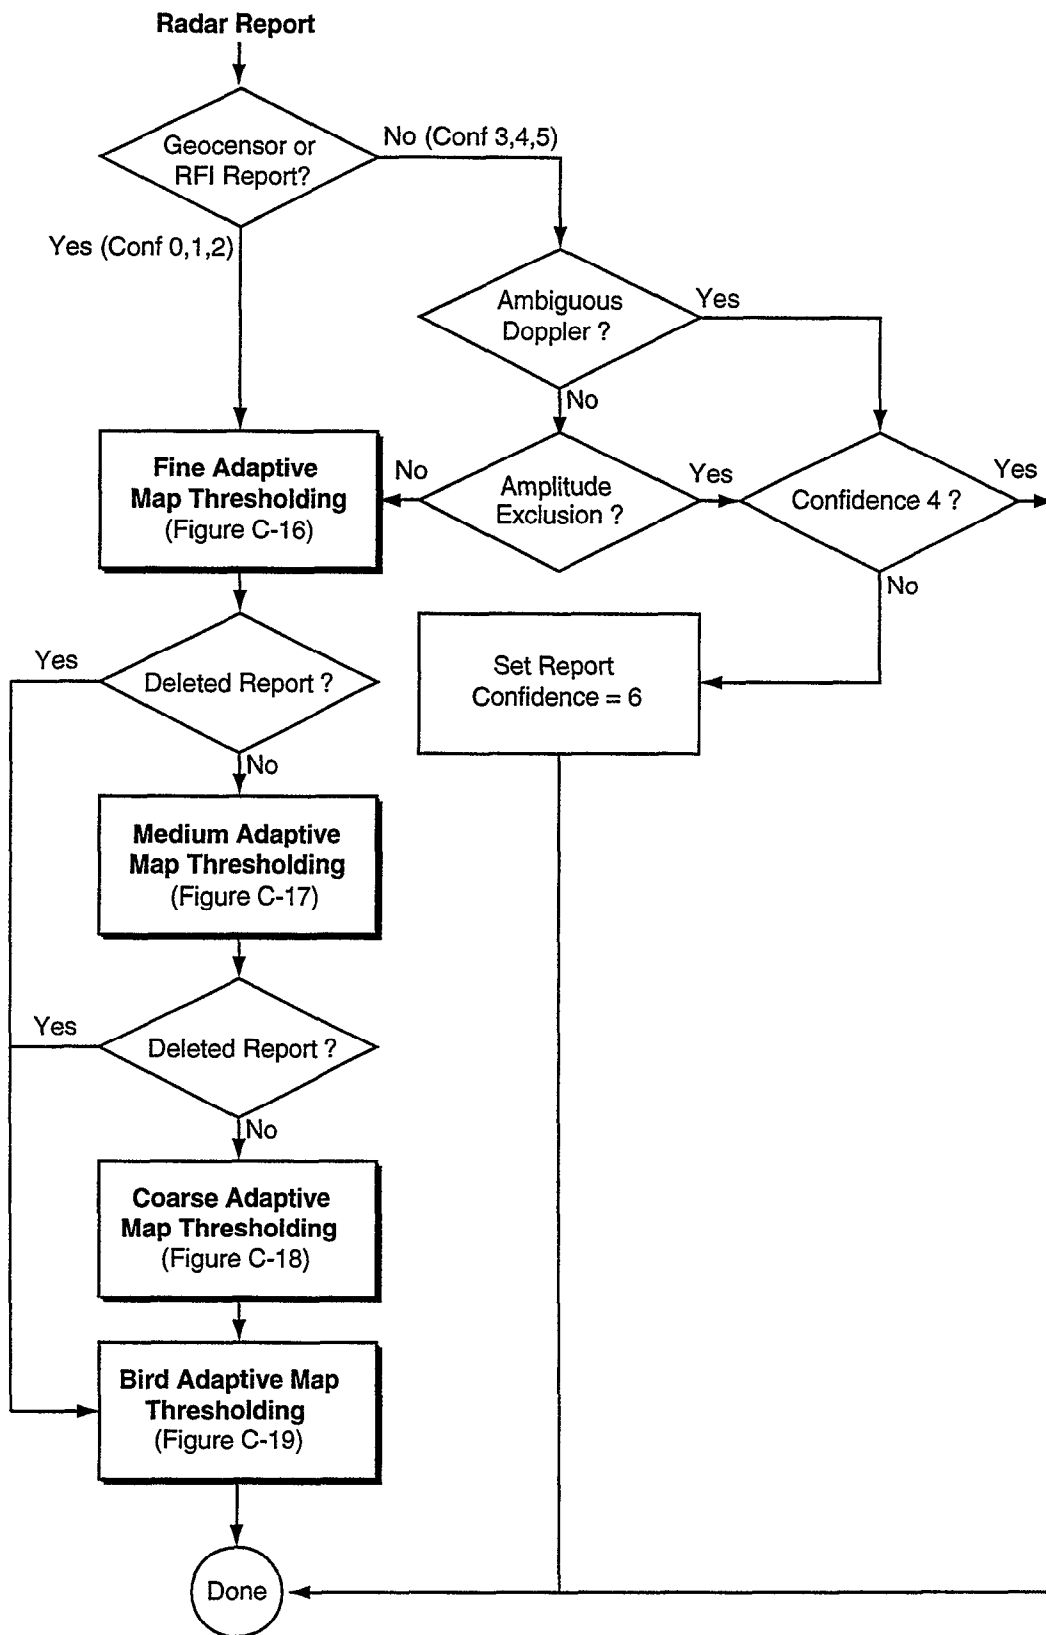 Radar Report
Geocensor or
RFI Report?
No (Conf 3,4,5)
Yes (Conf 0,1,2)
Ambiguous
Doppler ?
Yes
No
Fine Adaptive
Map Thresholding
(Figure C-16)
No
Amplitude
Exclusion ?
Yes
Confidence 4 ?
Yes
No
Yes
Deleted Report ?
No
Set Report
Confidence = 6
Medium Adaptive
Map Thresholding
(Figure C-17)
Yes
Deleted Report ?
No
Coarse Adaptive
Map Thresholding
(Figure C-18)
Bird Adaptive Map
Thresholding
(Figure C-19)
Done